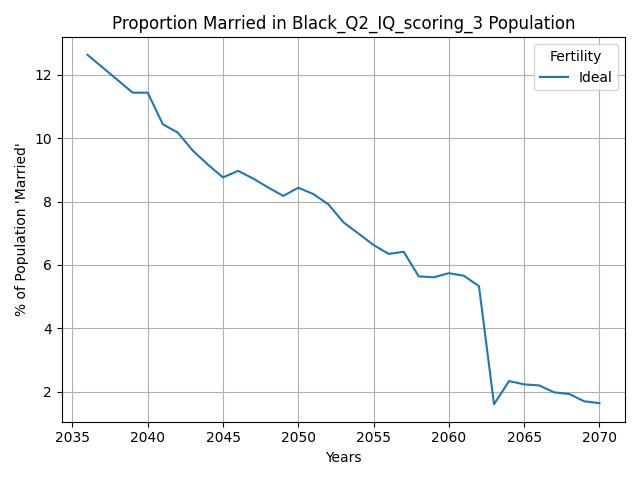 Proportion Married in Black_Q2_IQ_scoring_3 Population
Fertility
Ideal
% of Population 'Married'
12
10
8
6
4
2
2035 2040 2045 2050 2055 2060 2065 2070
Years